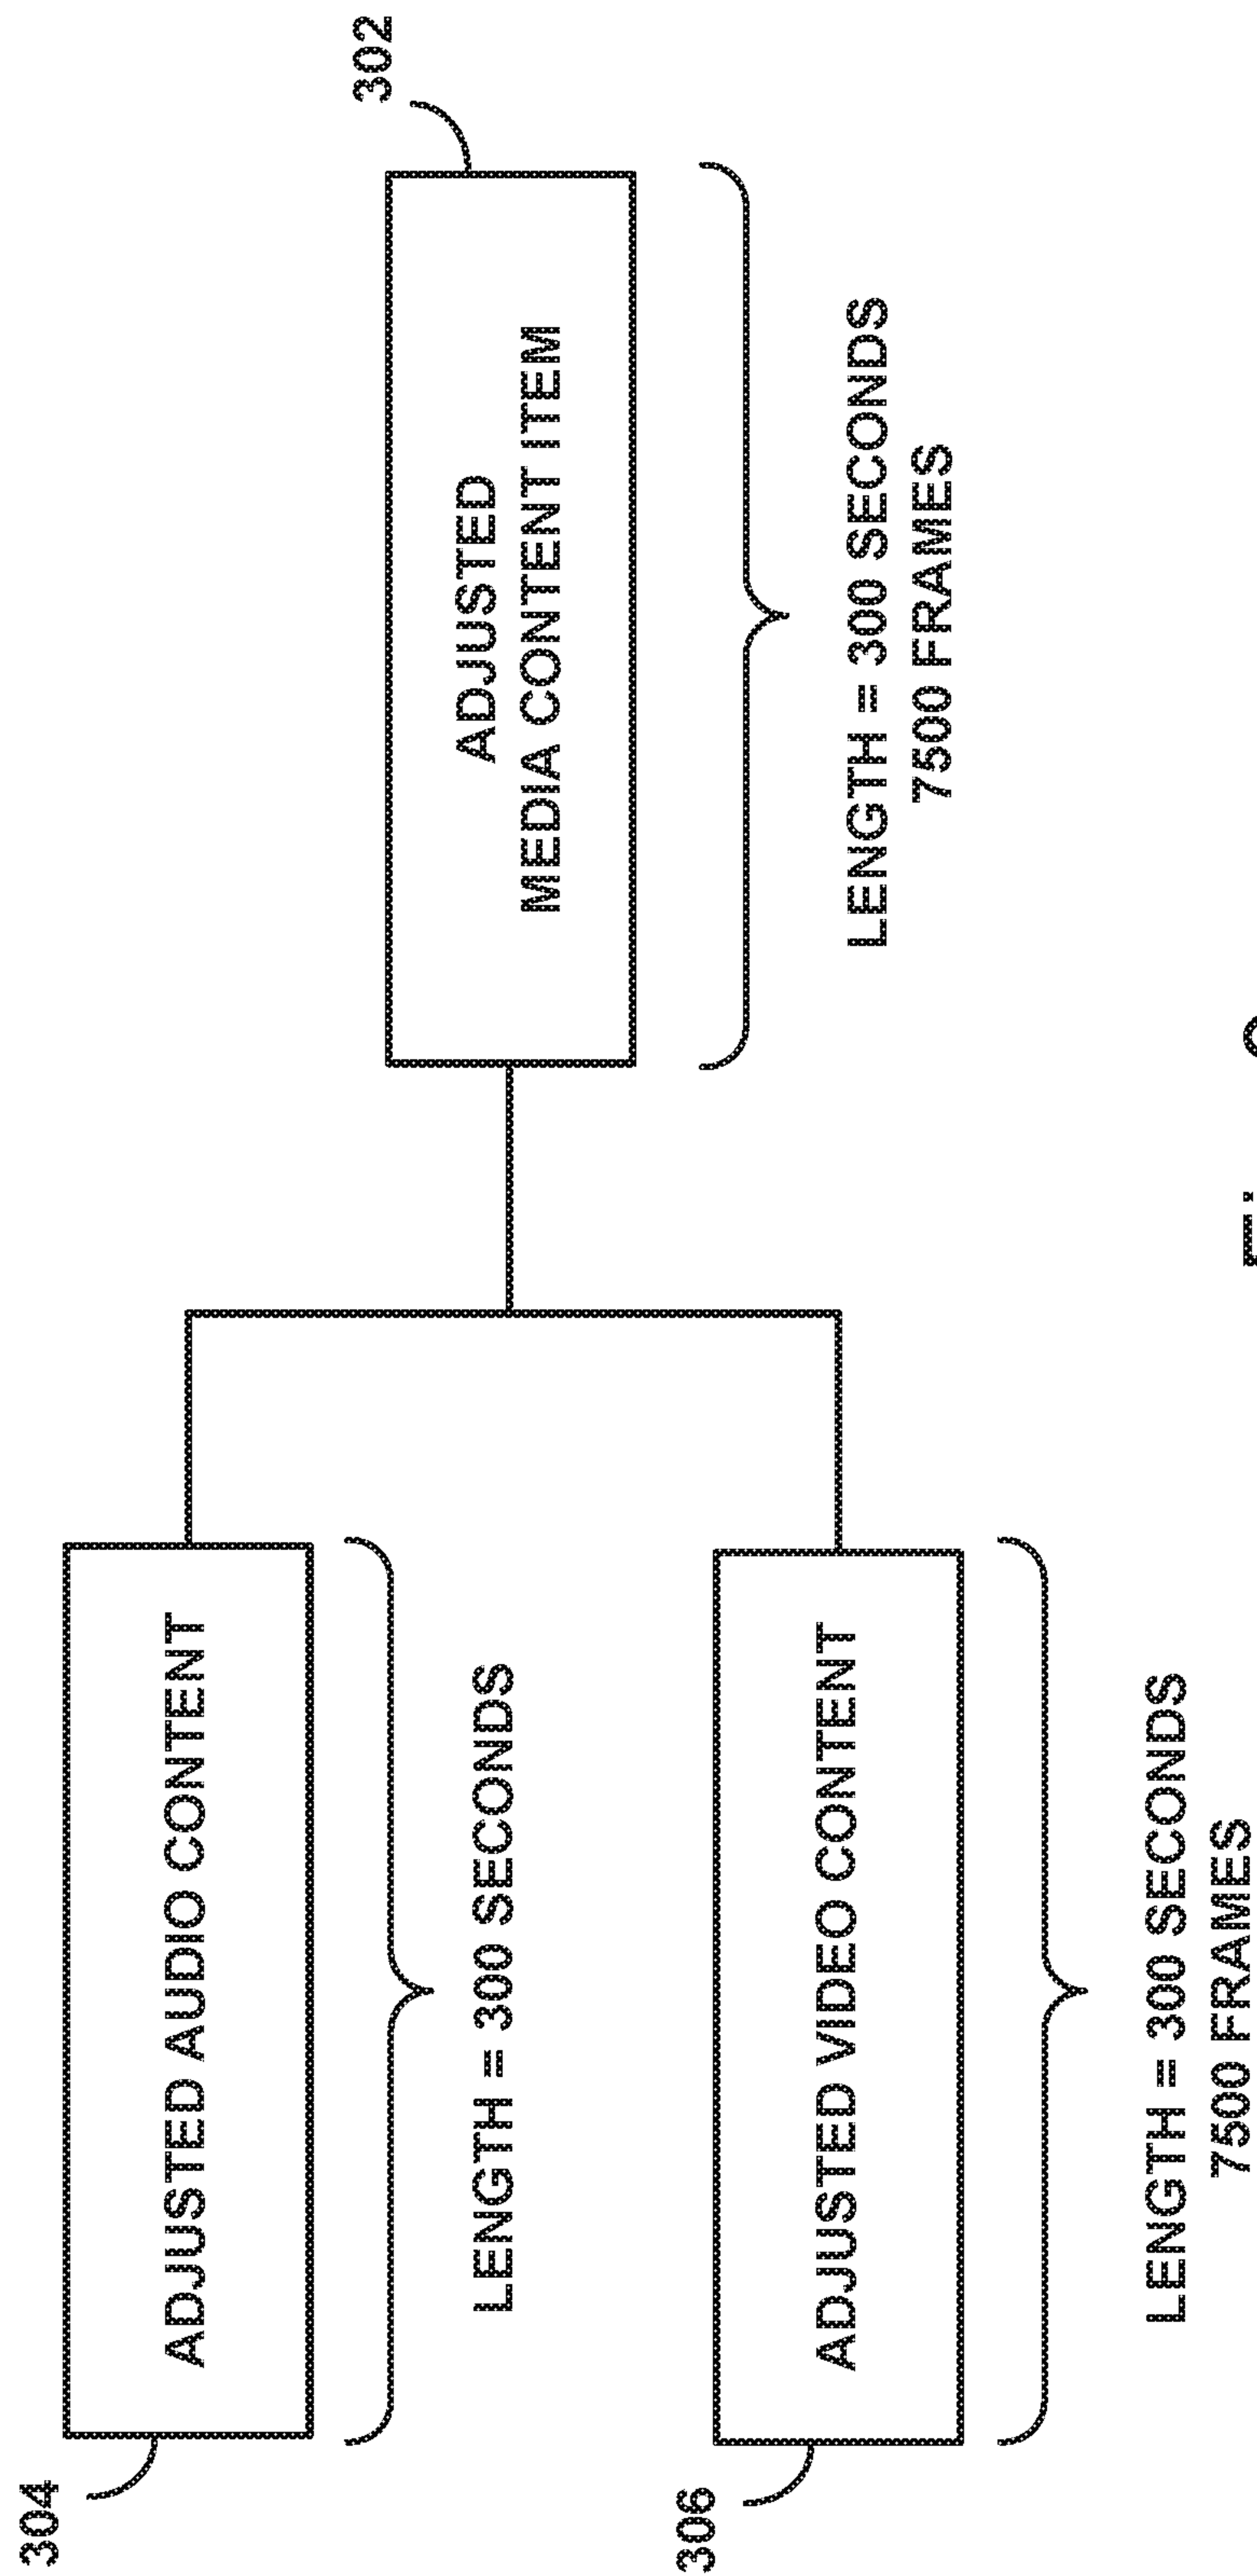 304
ADJUSTED AUDIO CONTENT
LENGTH = 300 SECONDS
302
ADJUSTED
MEDIA CONTENT ITEM
LENGTH = 300 SECONDS
7500 FRAMES
306
ADJUSTED VIDEO CONTENT
LENGTH = 300 SECONDS
7500 FRAMES